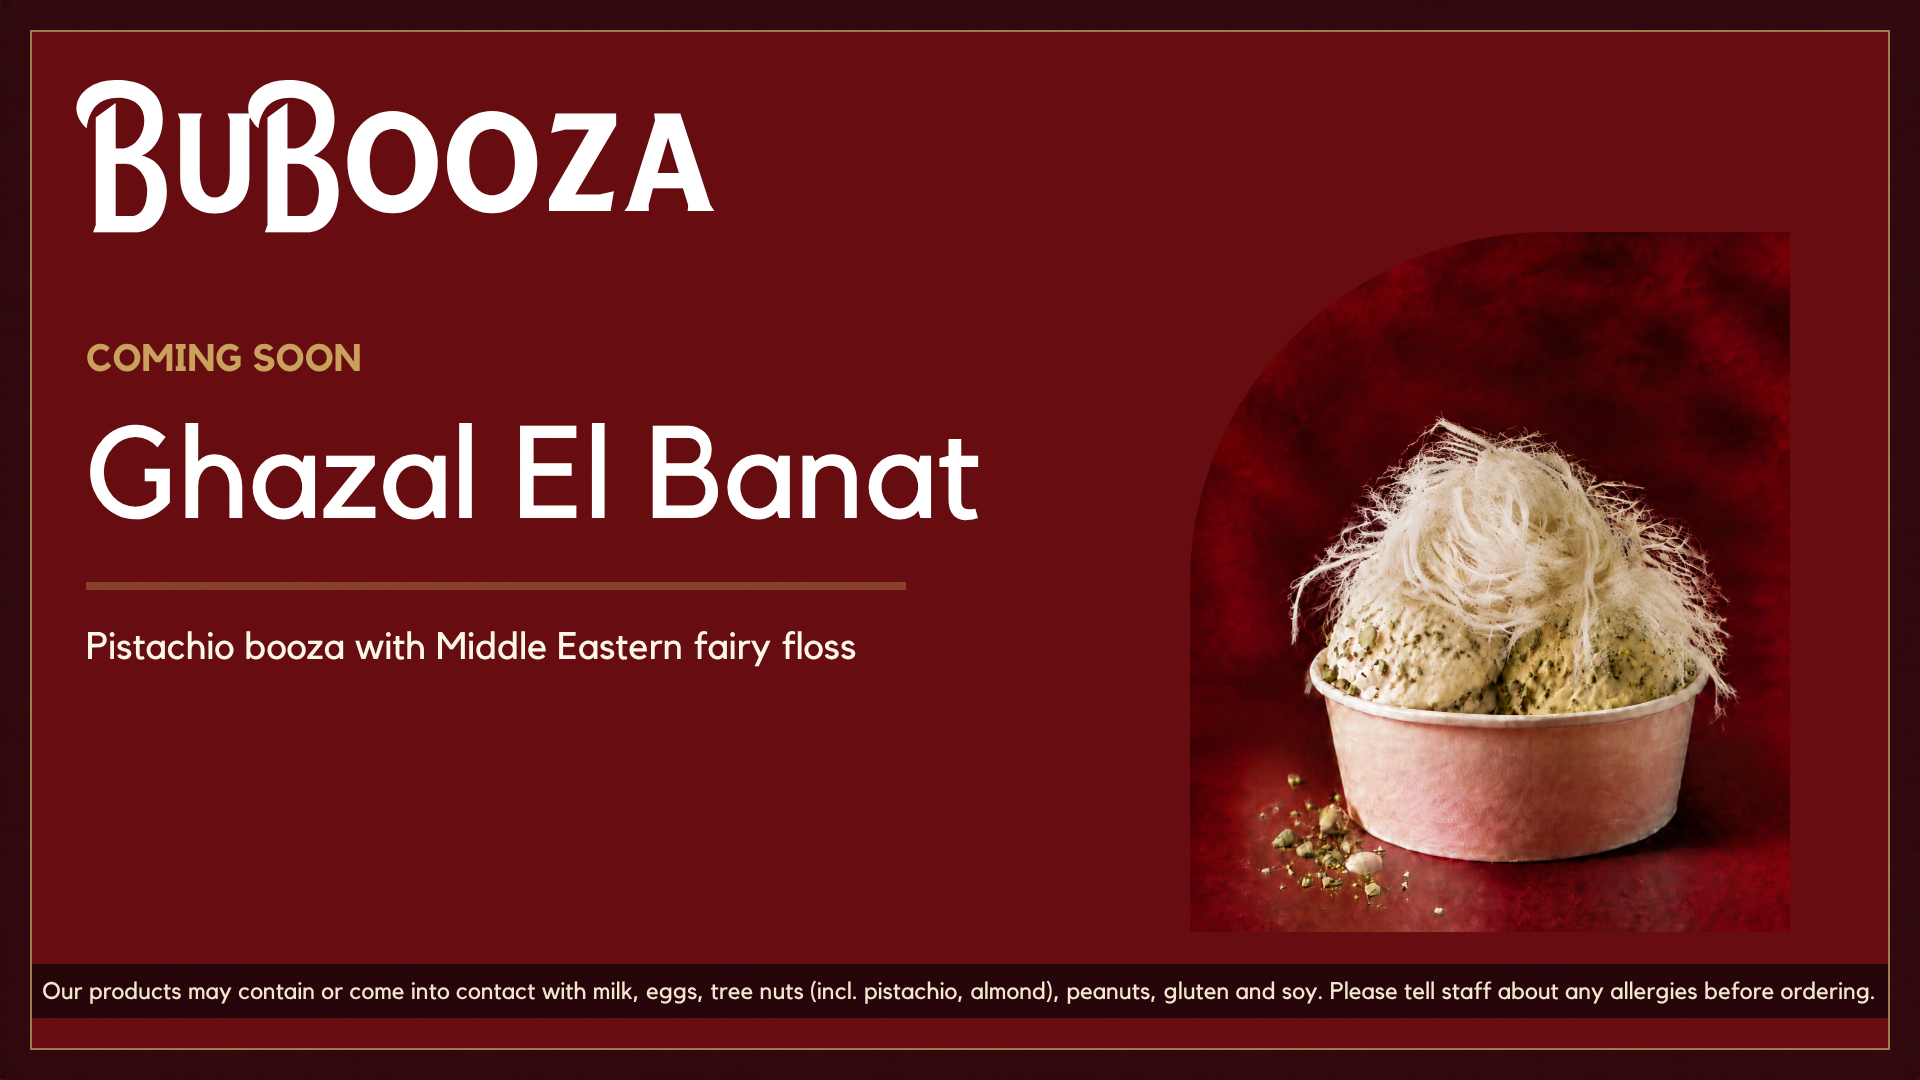 BuBOOZA
COMING SOON
Ghazal El Banat
Pistachio booza with Middle Eastern fairy floss
Our products may contain or come into contact with milk, eggs, tree nuts (incl. pistachio, almond), peanuts, gluten and soy. Please tell staff about any allergies before ordering.